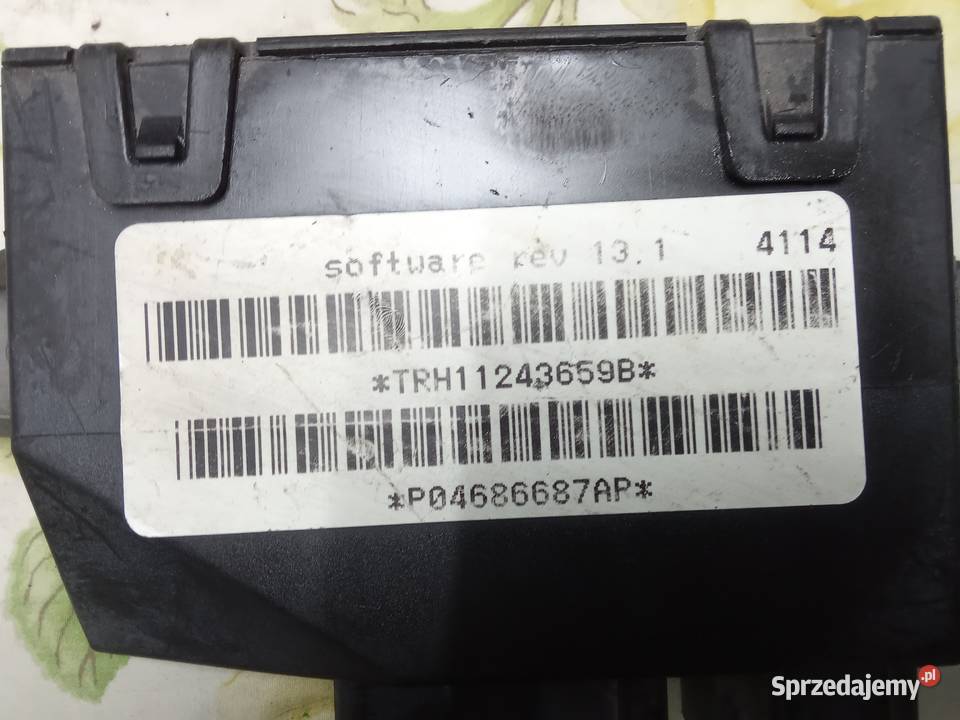 software rev 13.1 4114
*TRH11243659B*
*P04686687AP*
Sprzedajemy.pl